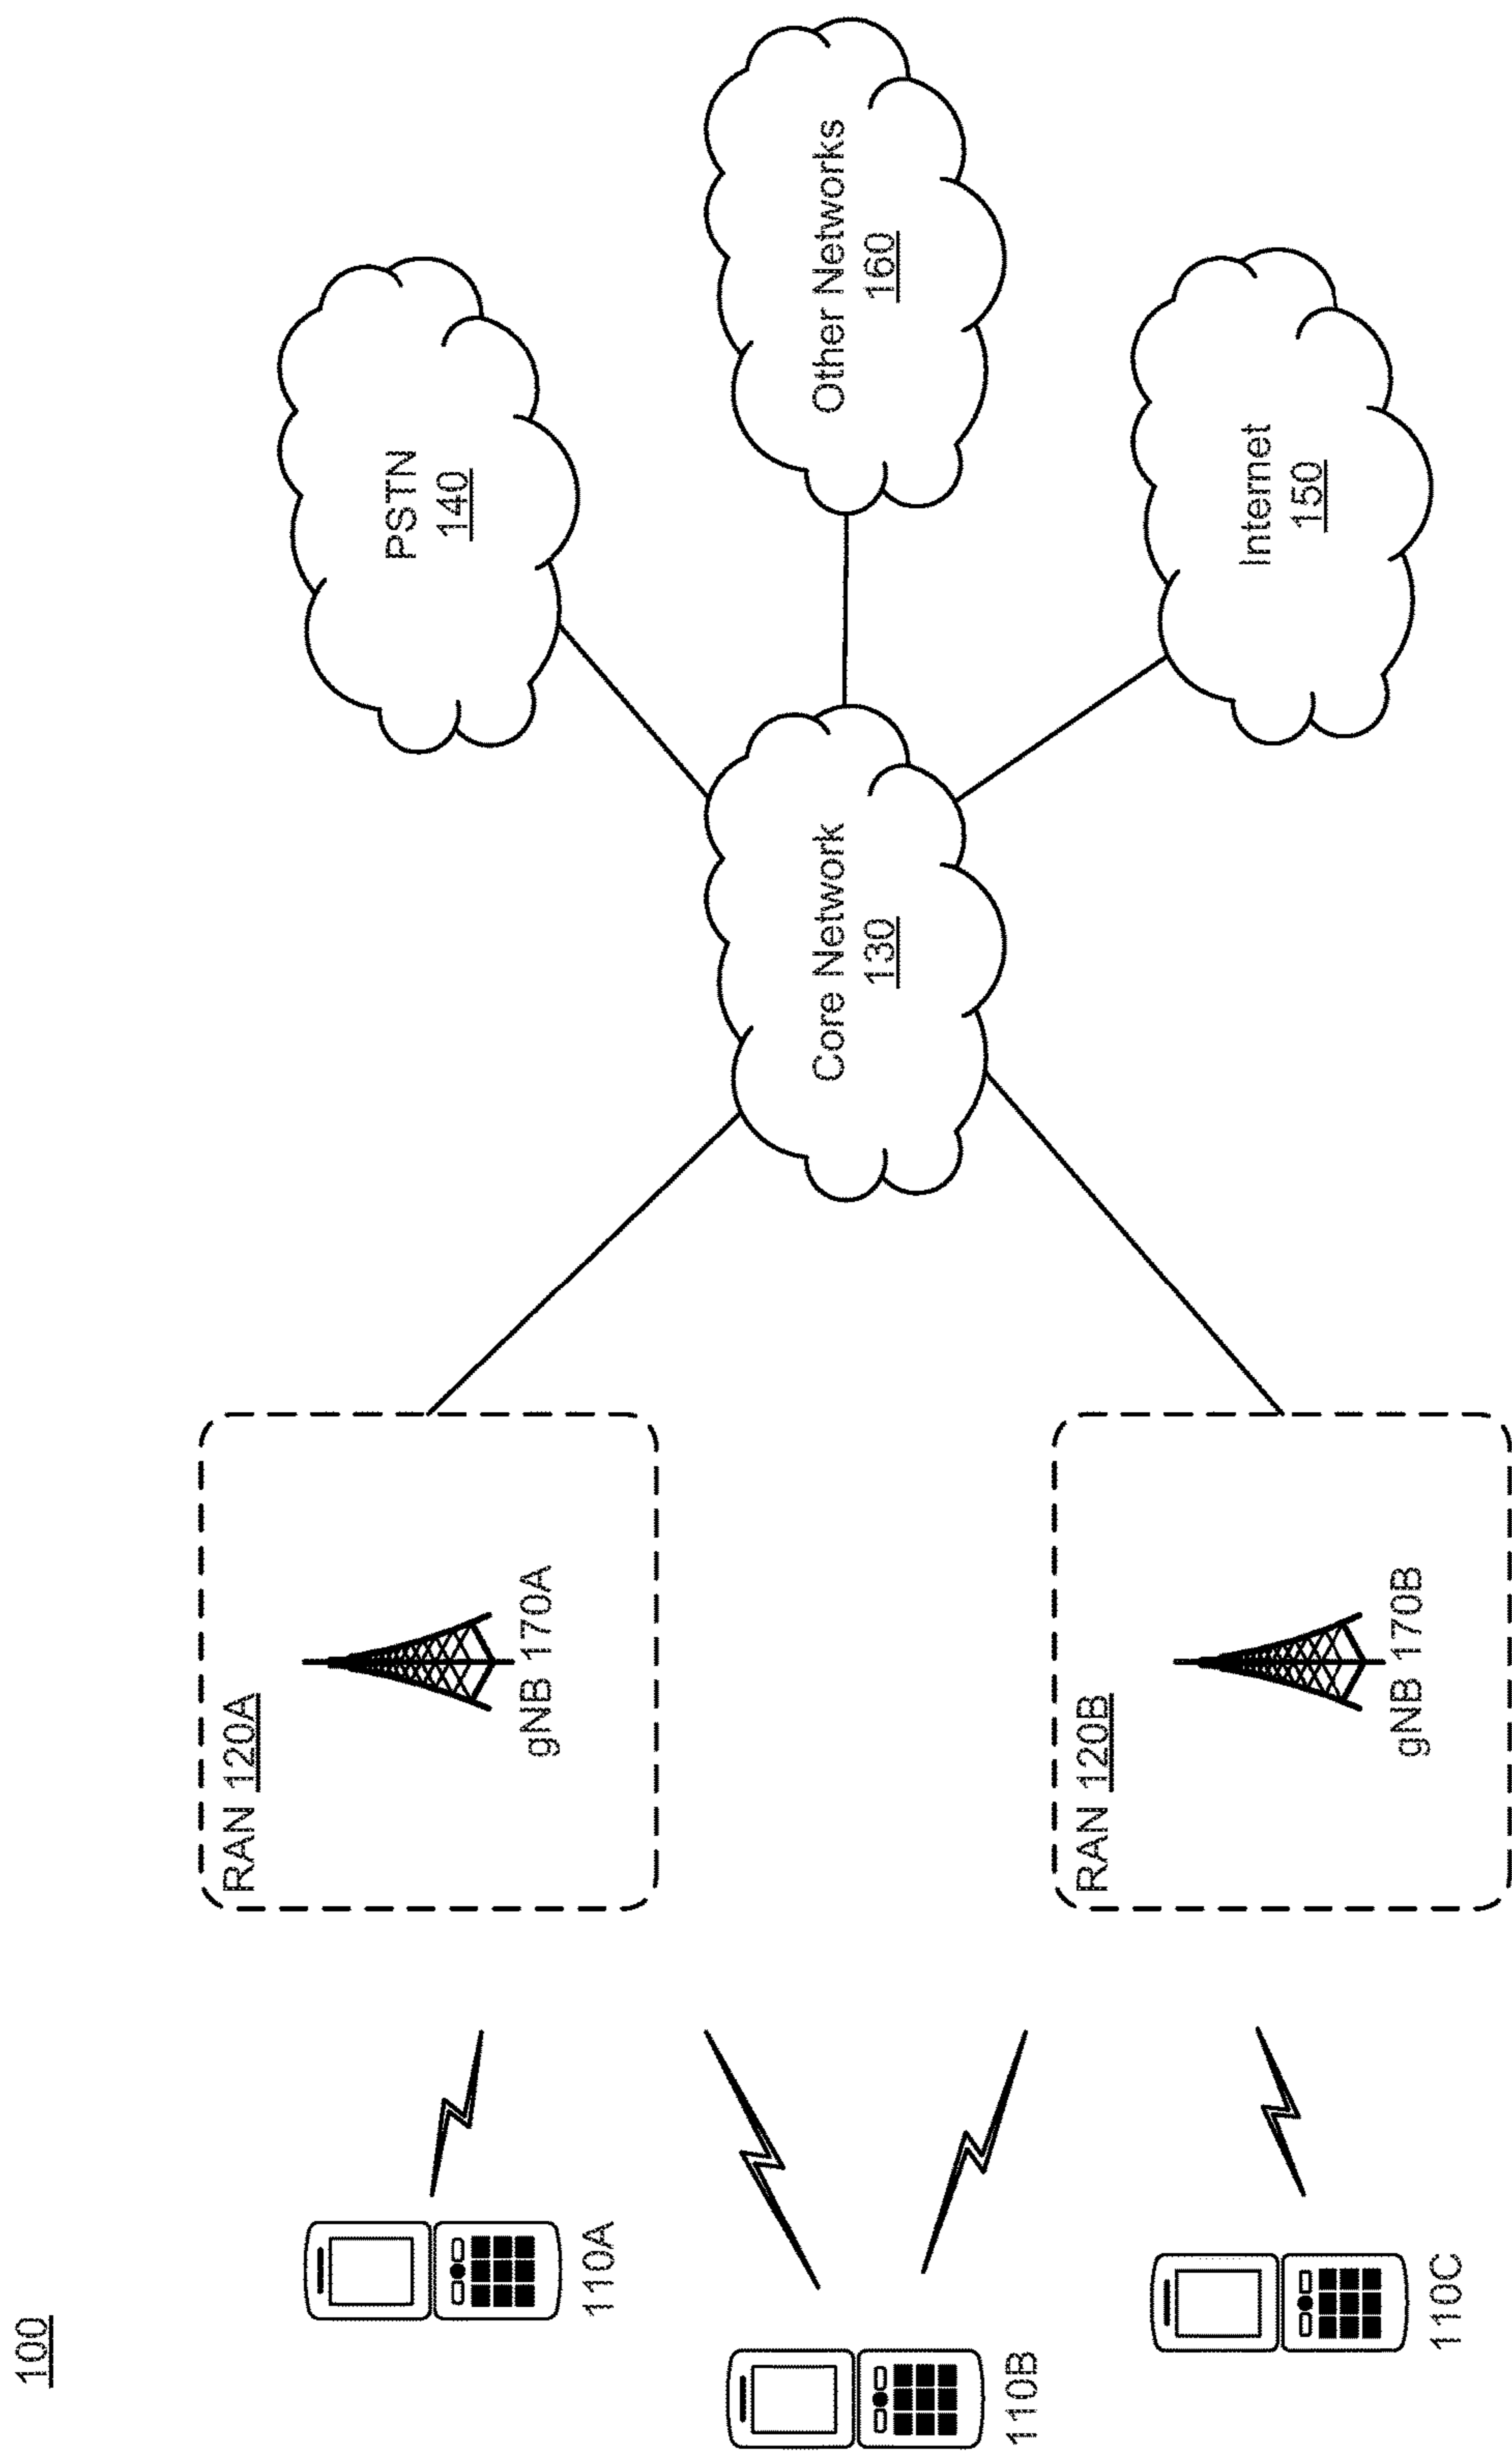 100
110A
110B
110C
RAN 120A
gNB 170A
RAN 120B
gNB 170B
Core Network
130
PSTN
140
Other Networks
160
Internet
150